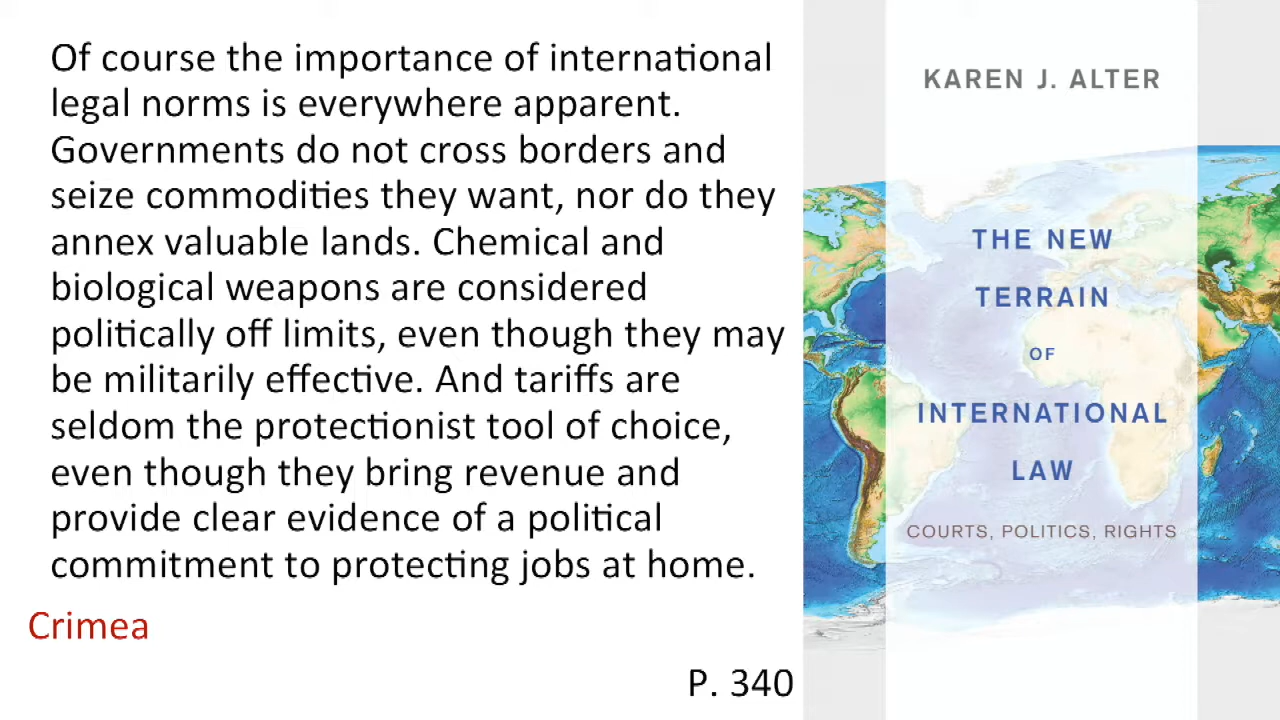 Of course the importance of international
legal norms is everywhere apparent.
Governments do not cross borders and
seize commodities they want, nor do they
annex valuable lands. Chemical and
biological weapons are considered
politically off limits, even though they may
be militarily effective. And tariffs are
seldom the protectionist tool of choice,
even though they bring revenue and
provide clear evidence of a political
commitment to protecting jobs at home.
Crimea
P. 340
KAREN J. ALTER
THE NEW
TERRAIN
OF
INTERNATIONAL
LAW
COURTS, POLITICS, RIGHTS